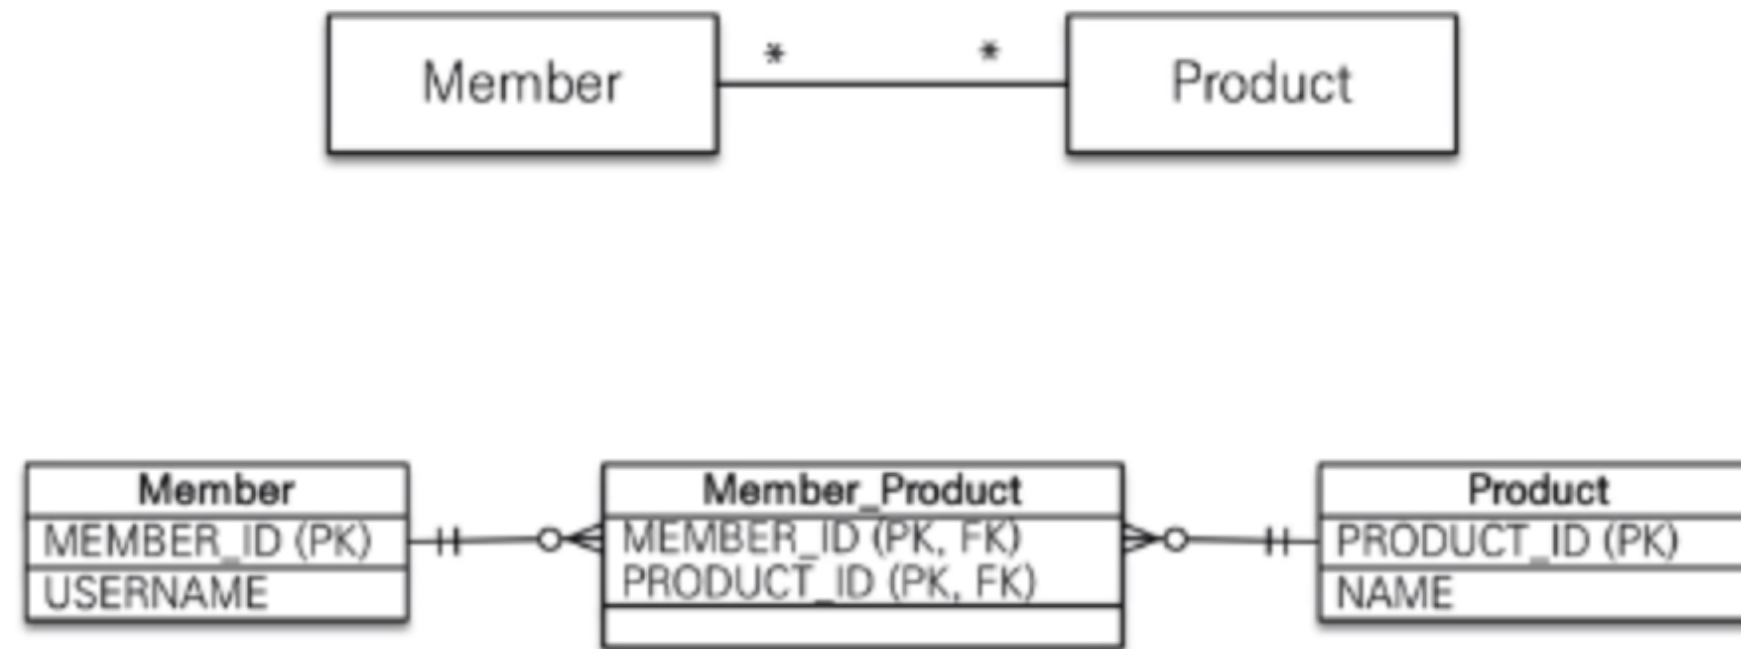 Member
*
*
Product
Member
MEMBER_ID (PK)
USERNAME
Member_Product
MEMBER_ID (PK, FK)
PRODUCT_ID (PK, FK)
Product
PRODUCT_ID (PK)
NAME